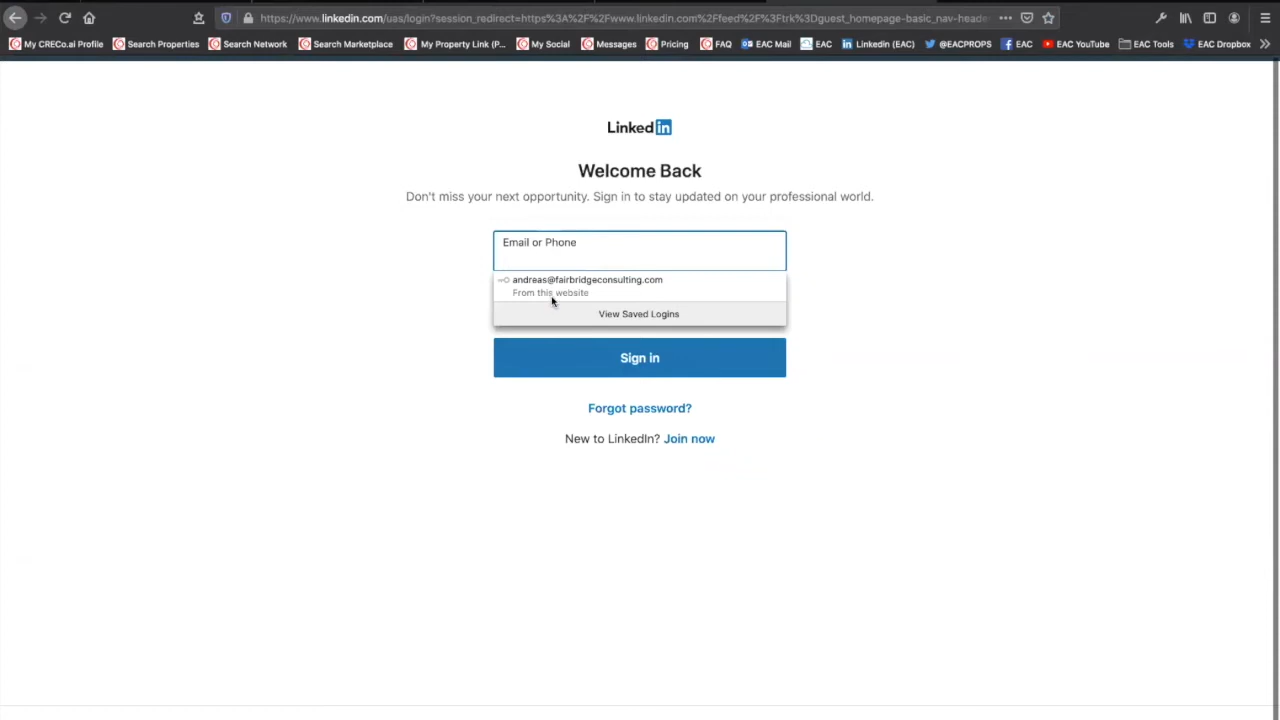 https://www.linkedin.com/uas/login?session_redirect=https%3A%2F%2Fwww.linkedin.com%2Ffeed%2F%3Ftrk%3Dguest_homepage-basic_nav-heade
My CRECo.ai Profile Search Properties Search Network Search Marketplace My Property Link (P... My Social Messages Pricing FAQ EAC Mail EAC Linkedin (EAC) @EACPROPS EAC EAC YouTube EAC Tools EAC Dropbox
Linked in
Welcome Back
Don't miss your next opportunity. Sign in to stay updated on your professional world.
Email or Phone
andreas@fairbridgeconsulting.com
From this website
View Saved Logins
Sign in
Forgot password?
New to LinkedIn? Join now